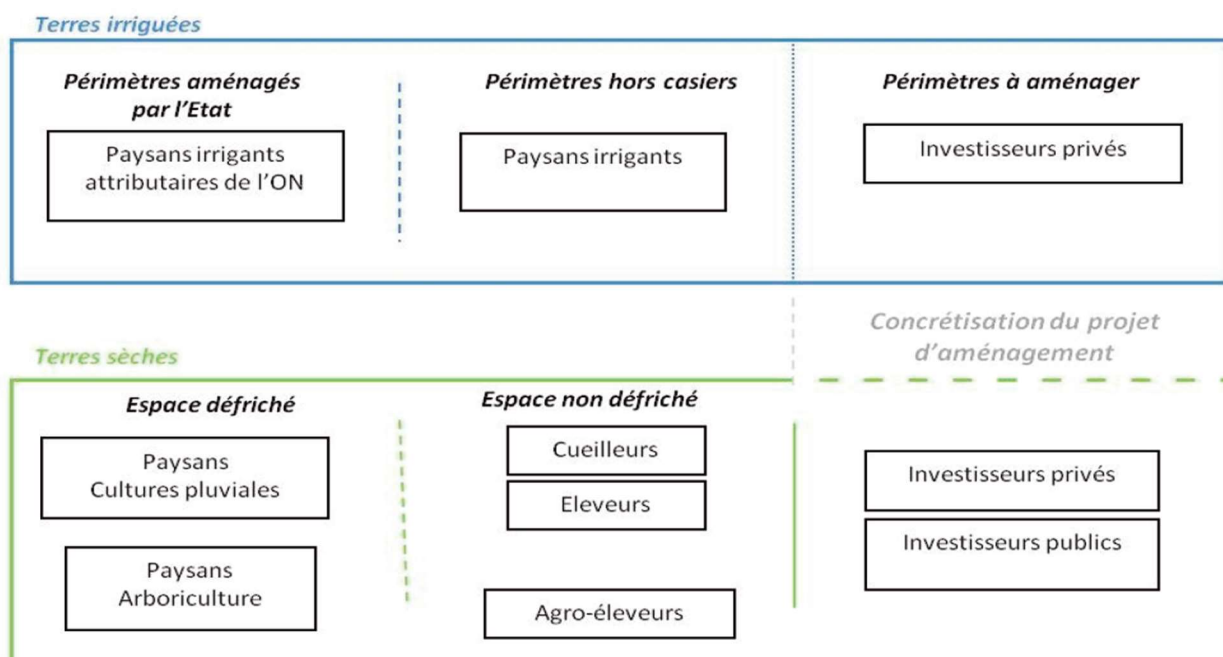 Terres irriguées
Périmètres aménagés
par l'Etat
Paysans irrigants
attributaires de l'ON
Périmètres hors casiers
Paysans irrigants
Périmètres à aménager
Investisseurs privés
Concrétisation du projet
d'aménagement
Terres sèches
Espace défriché
Paysans
Cultures pluviales
Paysans
Arboriculture
Espace non défriché
Cueilleurs
Eleveurs
Agro-éleveurs
Investisseurs privés
Investisseurs publics